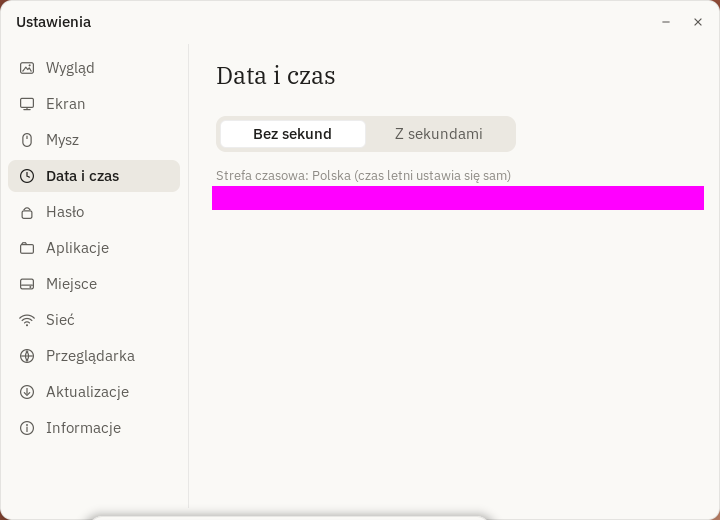 Ustawienia
Wygląd
Ekran
Mysz
Data i czas
Hasło
Aplikacje
Miejsce
Sieć
Przeglądarka
Aktualizacje
Informacje
Data i czas
Bez sekund
Z sekundami
Strefa czasowa: Polska (czas letni ustawia się sam)